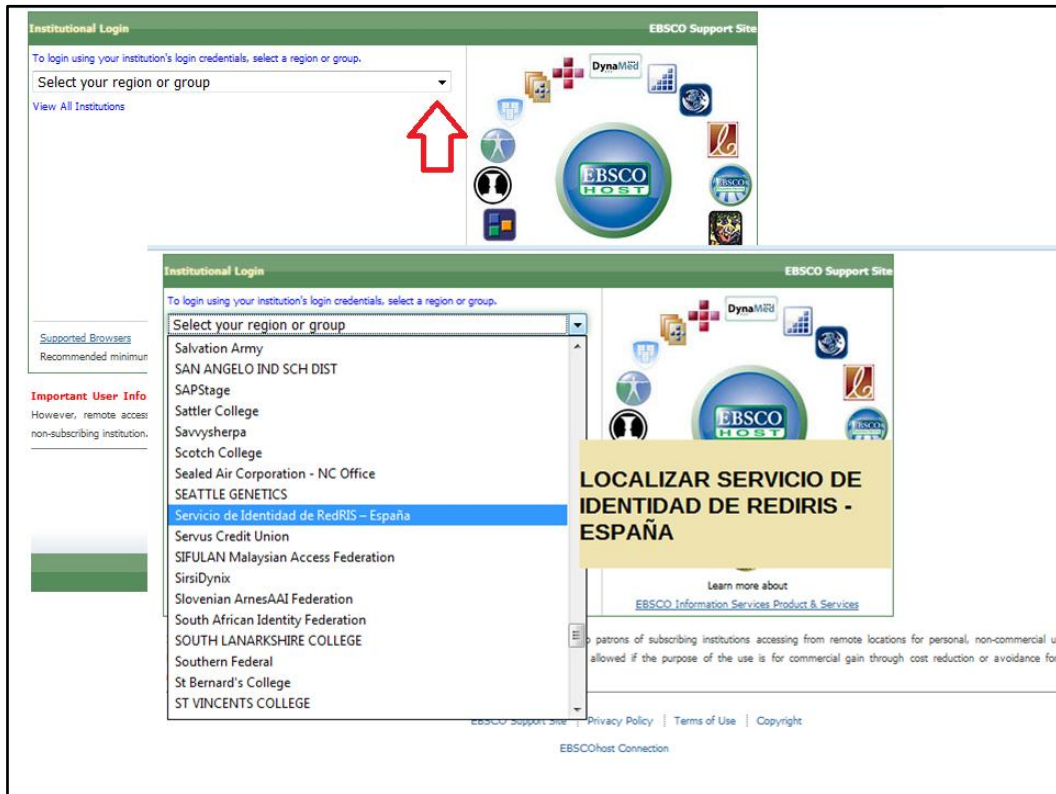 Institutional Login
EBSCO Support Site
To login using your institution's login credentials, select a region or group.
Select your region or group
View All Institutions
DynaMed
EBSCO
HOST
EBSCO
Supported Browsers
Recommended minimum
Important User Info
However, remote access
non-subscribing institution.
Institutional Login
EBSCO Support Site
To login using your institution's login credentials, select a region or group.
Select your region or group
Salvation Army
SAN ANGELO IND SCH DIST
SAPStage
Sattler College
Savvysherpa
Scotch College
Sealed Air Corporation - NC Office
SEATTLE GENETICS
Servicio de Identidad de RedRIS – España
Servus Credit Union
SIFULAN Malaysian Access Federation
SirsiDynix
Slovenian ArnesAAI Federation
South African Identity Federation
SOUTH LANARKSHIRE COLLEGE
Southern Federal
St Bernard's College
ST VINCENTS COLLEGE
DynaMed
EBSCO
HOST
EBSCO
LOCALIZAR SERVICIO DE
IDENTIDAD DE REDIRIS -
ESPAÑA
Learn more about
EBSCO Information Services Product & Services
patrons of subscribing institutions accessing from remote locations for personal, non-commercial u
allowed if the purpose of the use is for commercial gain through cost reduction or avoidance for
EBSCO Support Site | Privacy Policy | Terms of Use | Copyright
EBSCOhost Connection